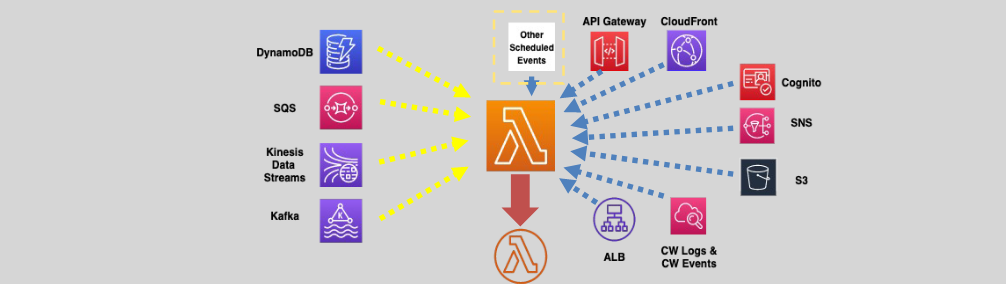 API Gateway
CloudFront
Other
Scheduled
Events
DynamoDB
Cognito
SQS
SNS
Kinesis
Data
Streams
S3
Kafka
ALB
CW Logs &
CW Events